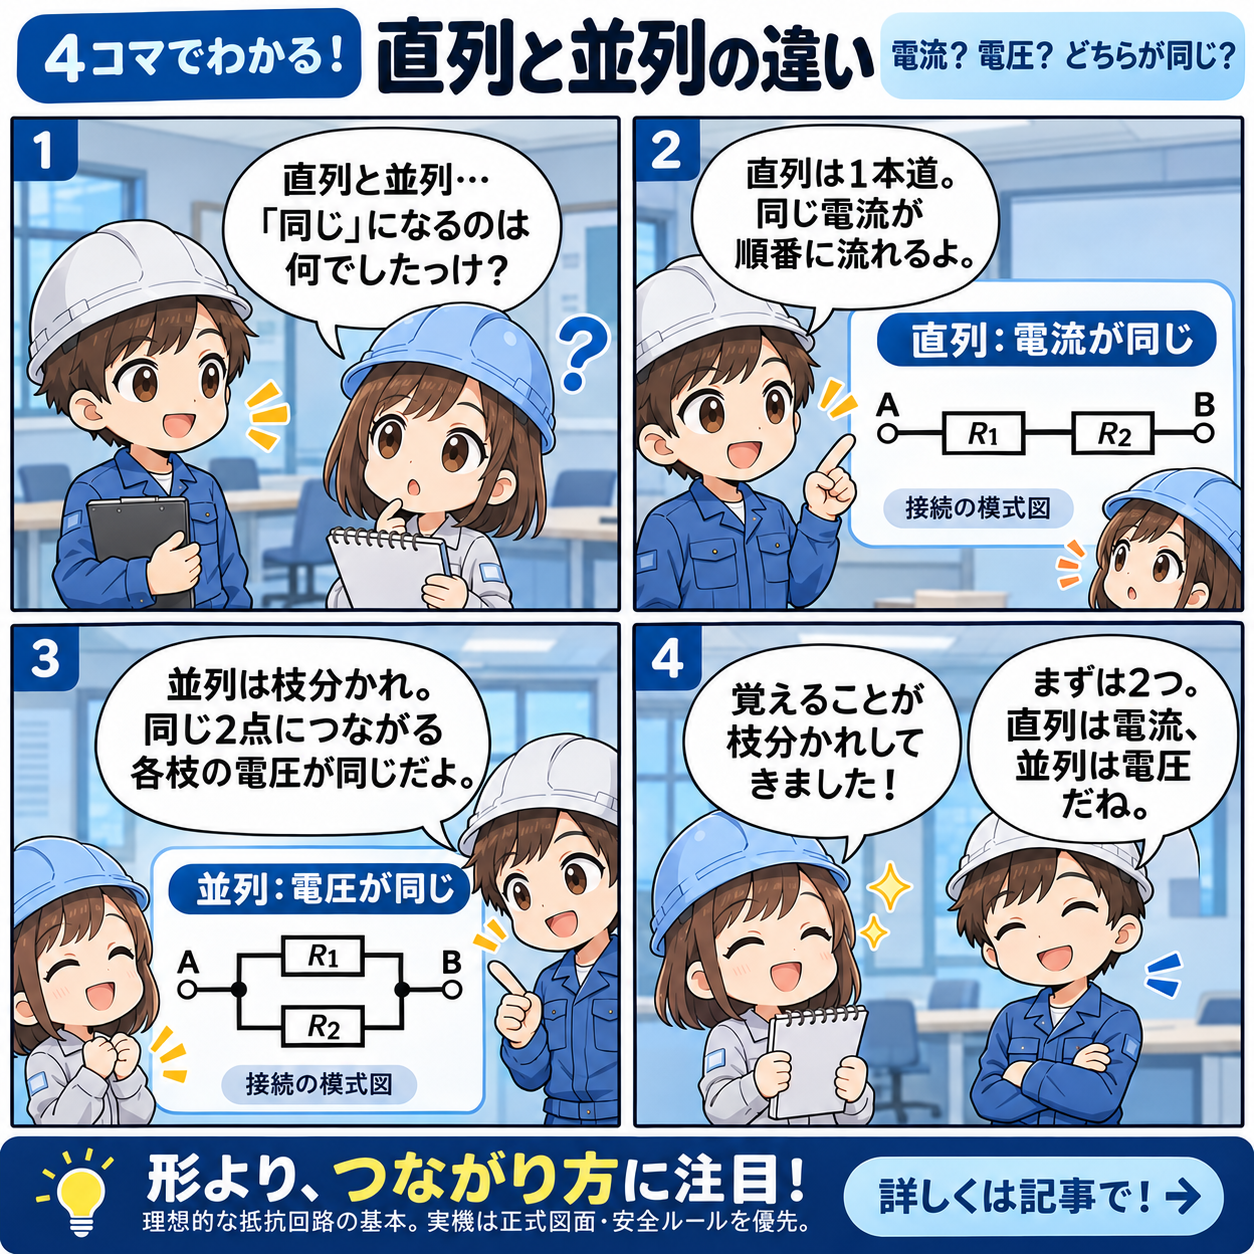 4コマでわかる！
直列と並列の違い
電流？ 電圧？ どちらが同じ？
1
直列と並列…
「同じ」になるのは
何でしたっけ？
?
2
直列は1本道。
同じ電流が
順番に流れるよ。
直列：電流が同じ
A
B
R1
R2
接続の模式図
3
並列は枝分かれ。
同じ2点につながる
各枝の電圧が同じだよ。
並列：電圧が同じ
R1
A
B
R2
接続の模式図
4
覚えることが
枝分かれして
きました！
まずは2つ。
直列は電流、
並列は電圧
だね。
形より、つながり方に注目！
理想的な抵抗回路の基本。実機は正式図面・安全ルールを優先。
詳しくは記事で！→